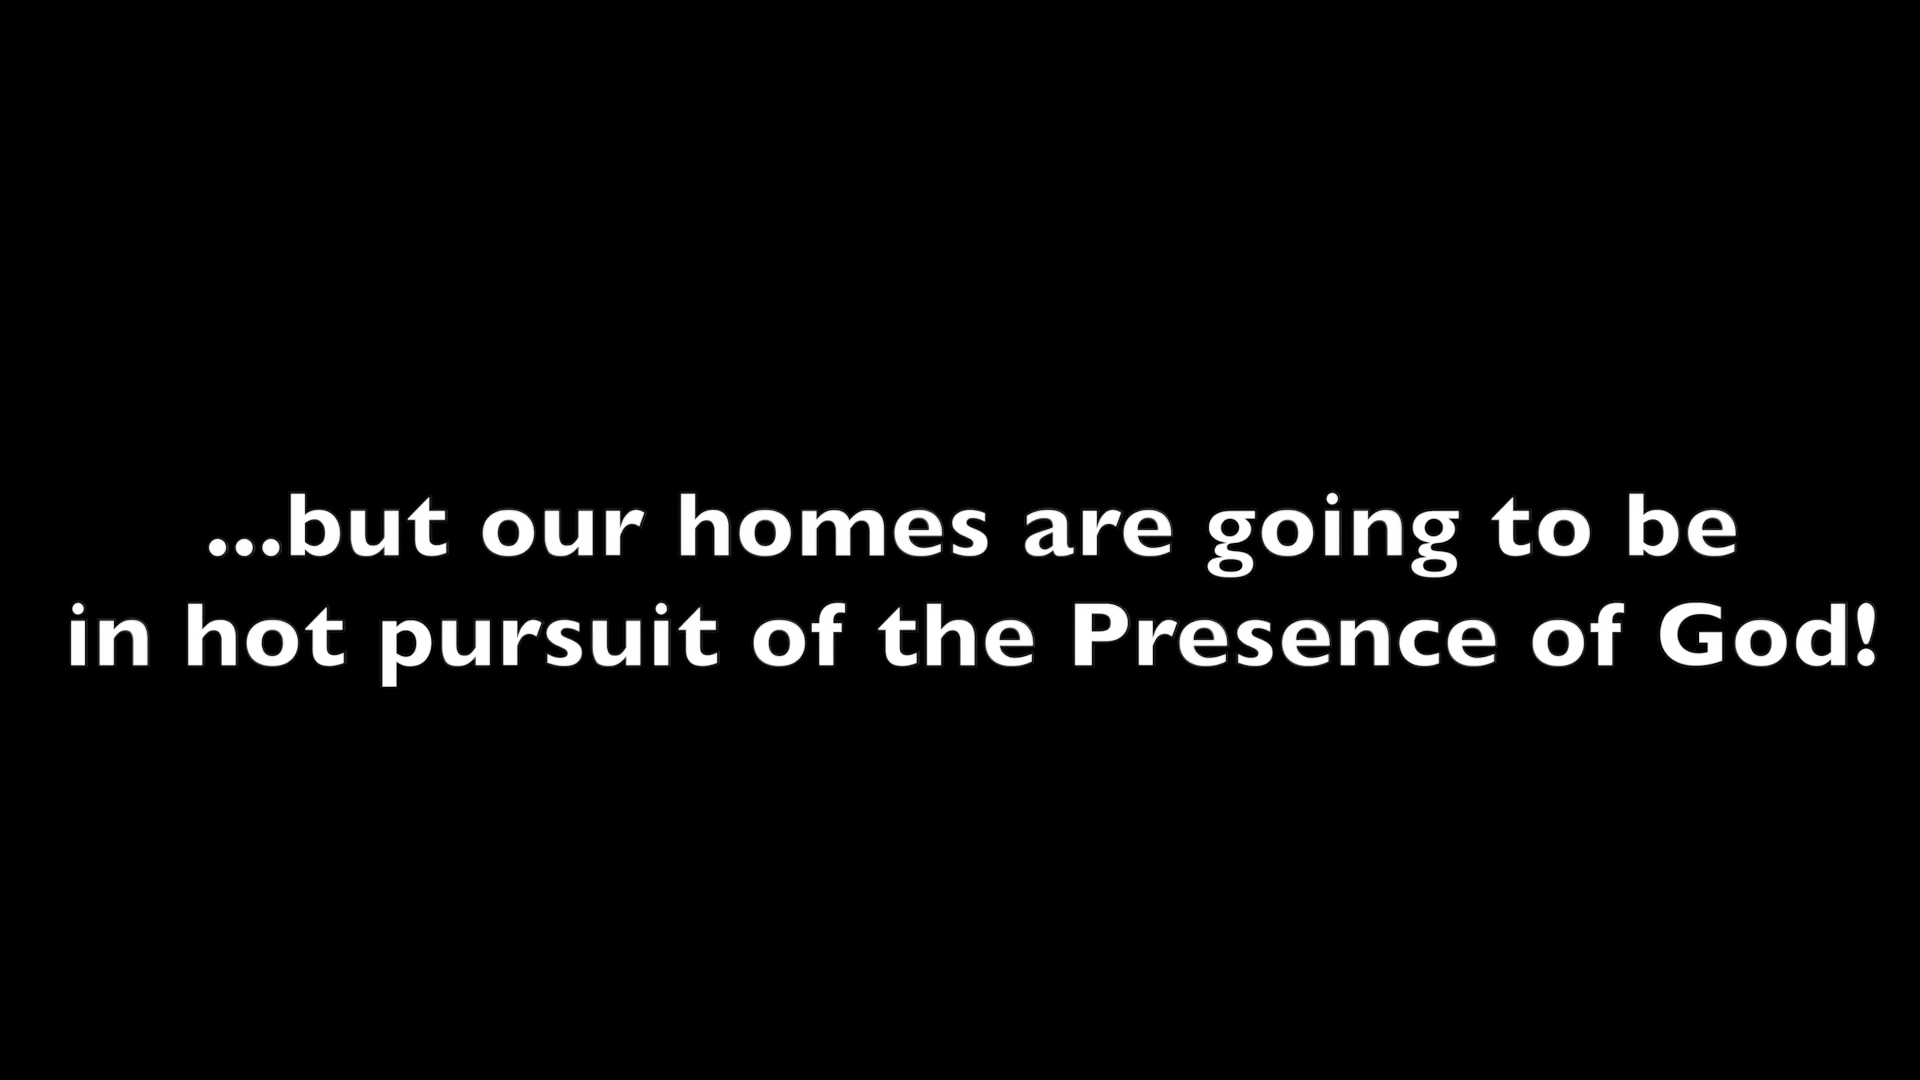 ...but our homes are going to be
in hot pursuit of the Presence of God!